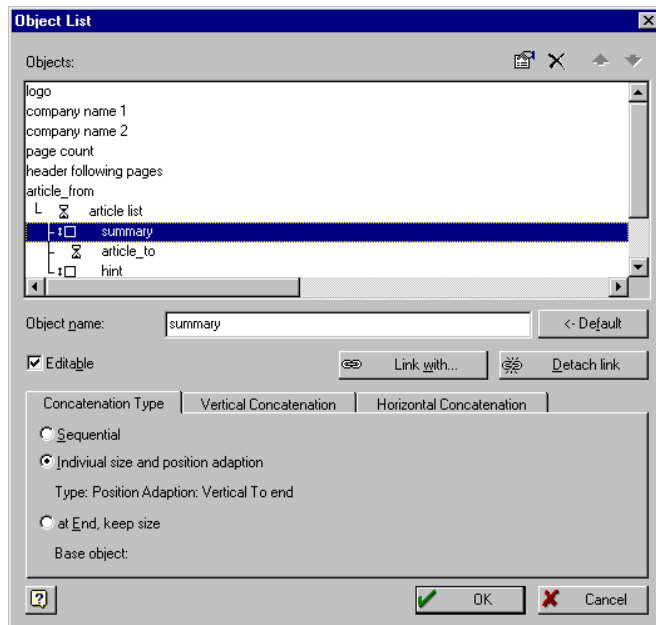 Object List
Objects:
logo
company name 1
company name 2
page count
header following pages
article_from
article list
summary
article_to
hint
Object name: summary <- Default
Editable Link with... Detach link
Concatenation Type Vertical Concatenation Horizontal Concatenation
Sequential
Indiviual size and position adaption
Type: Position Adaption: Vertical To end
at End, keep size
Base object:
OK Cancel